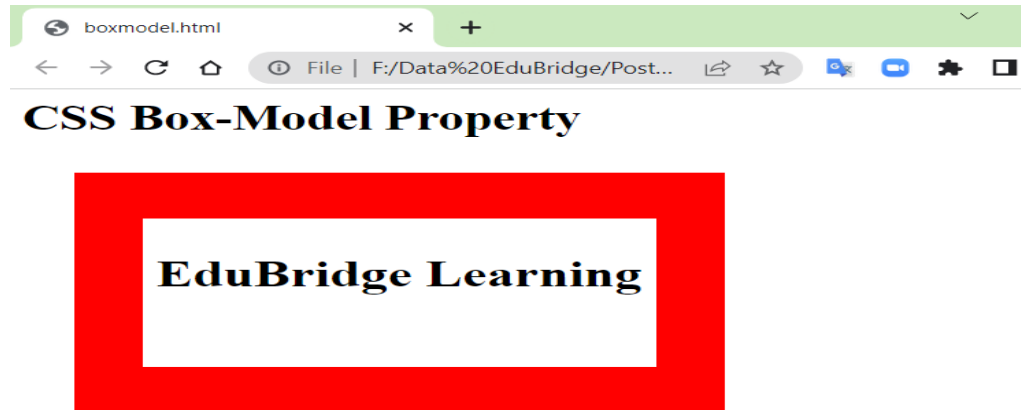 boxmodel.html
File | F:/Data%20EduBridge/Post...
CSS Box-Model Property
EduBridge Learning